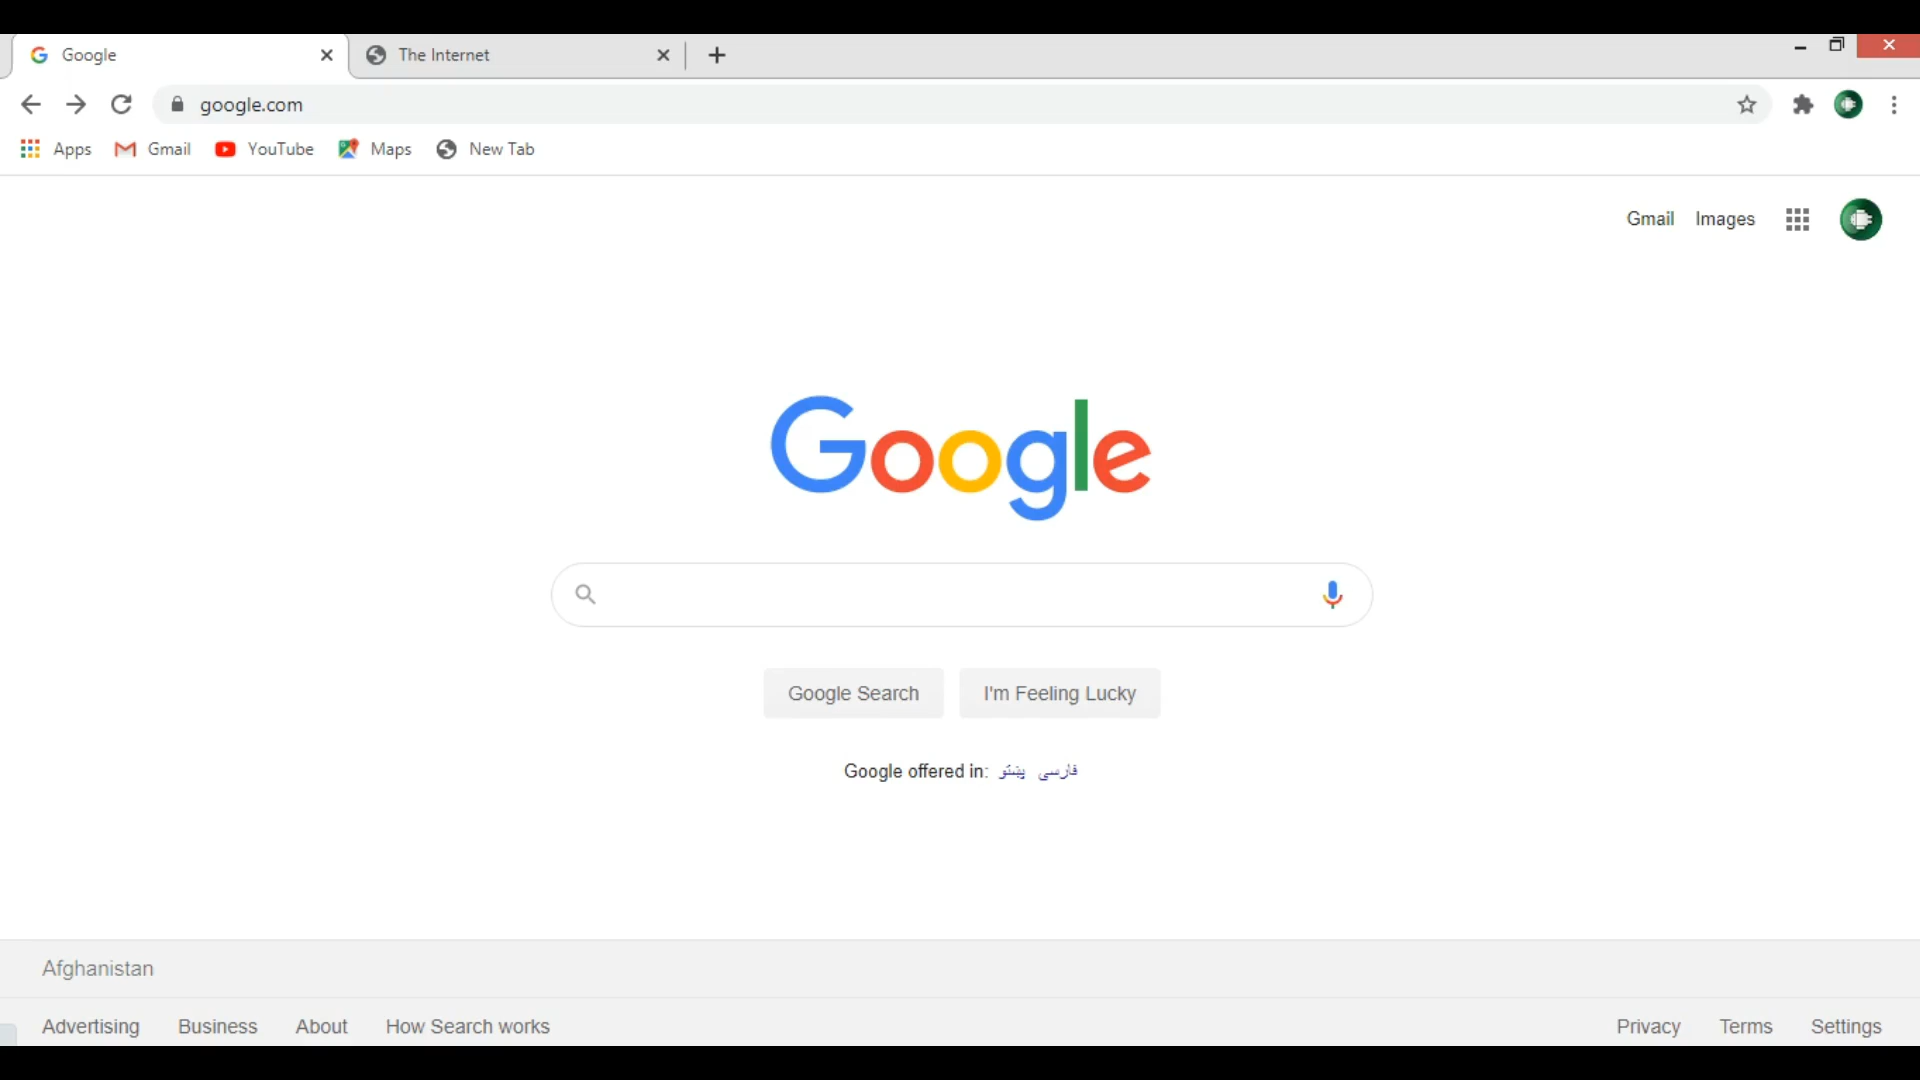 Google The Internet
google.com
Apps Gmail YouTube Maps New Tab
Gmail Images
Google
Google Search I'm Feeling Lucky
Google offered in: پښتو فارسی
Afghanistan
Advertising Business About How Search works Privacy Terms Settings